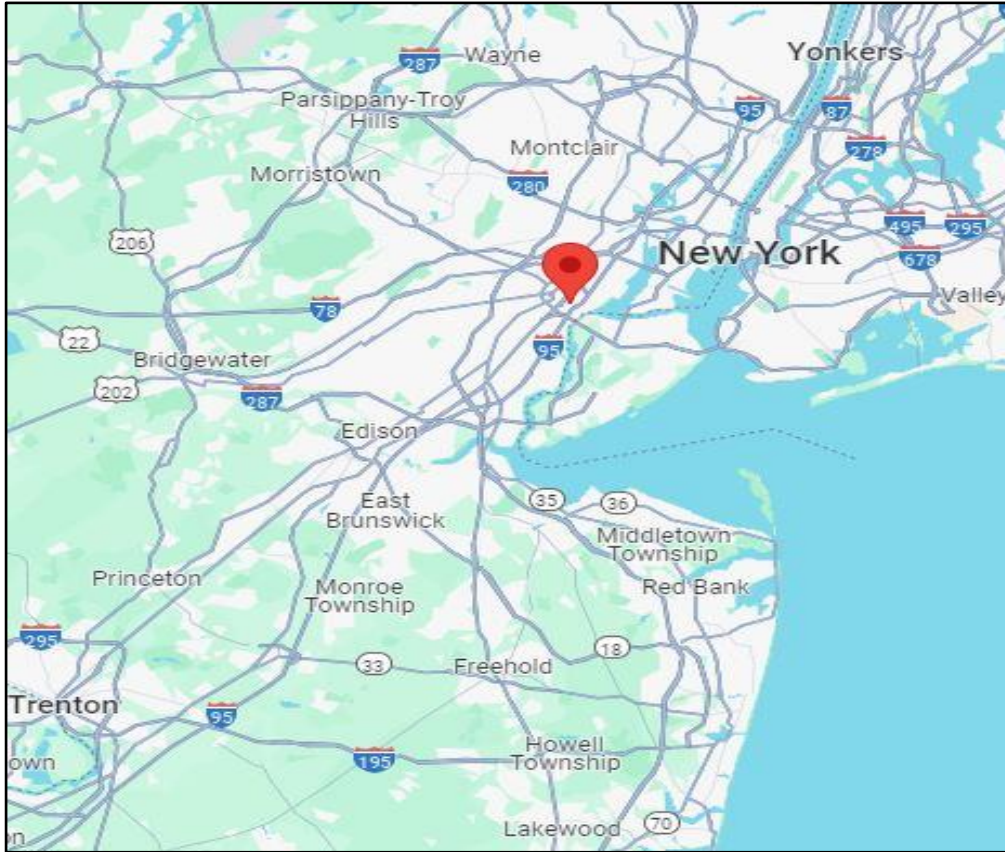 Yonkers
Wayne
287
Parsippany-Troy
Hills
95
87
Montclair
278
Morristown
280
206
495
295
New York
678
78
Valley
22
95
Bridgewater
202
287
Edison
35
36
East
Brunswick
Middletown
Township
Princeton
Monroe
Township
Red Bank
295
33
Freehold
18
Trenton
95
Howell
Township
195
own
Lakewood
70
on